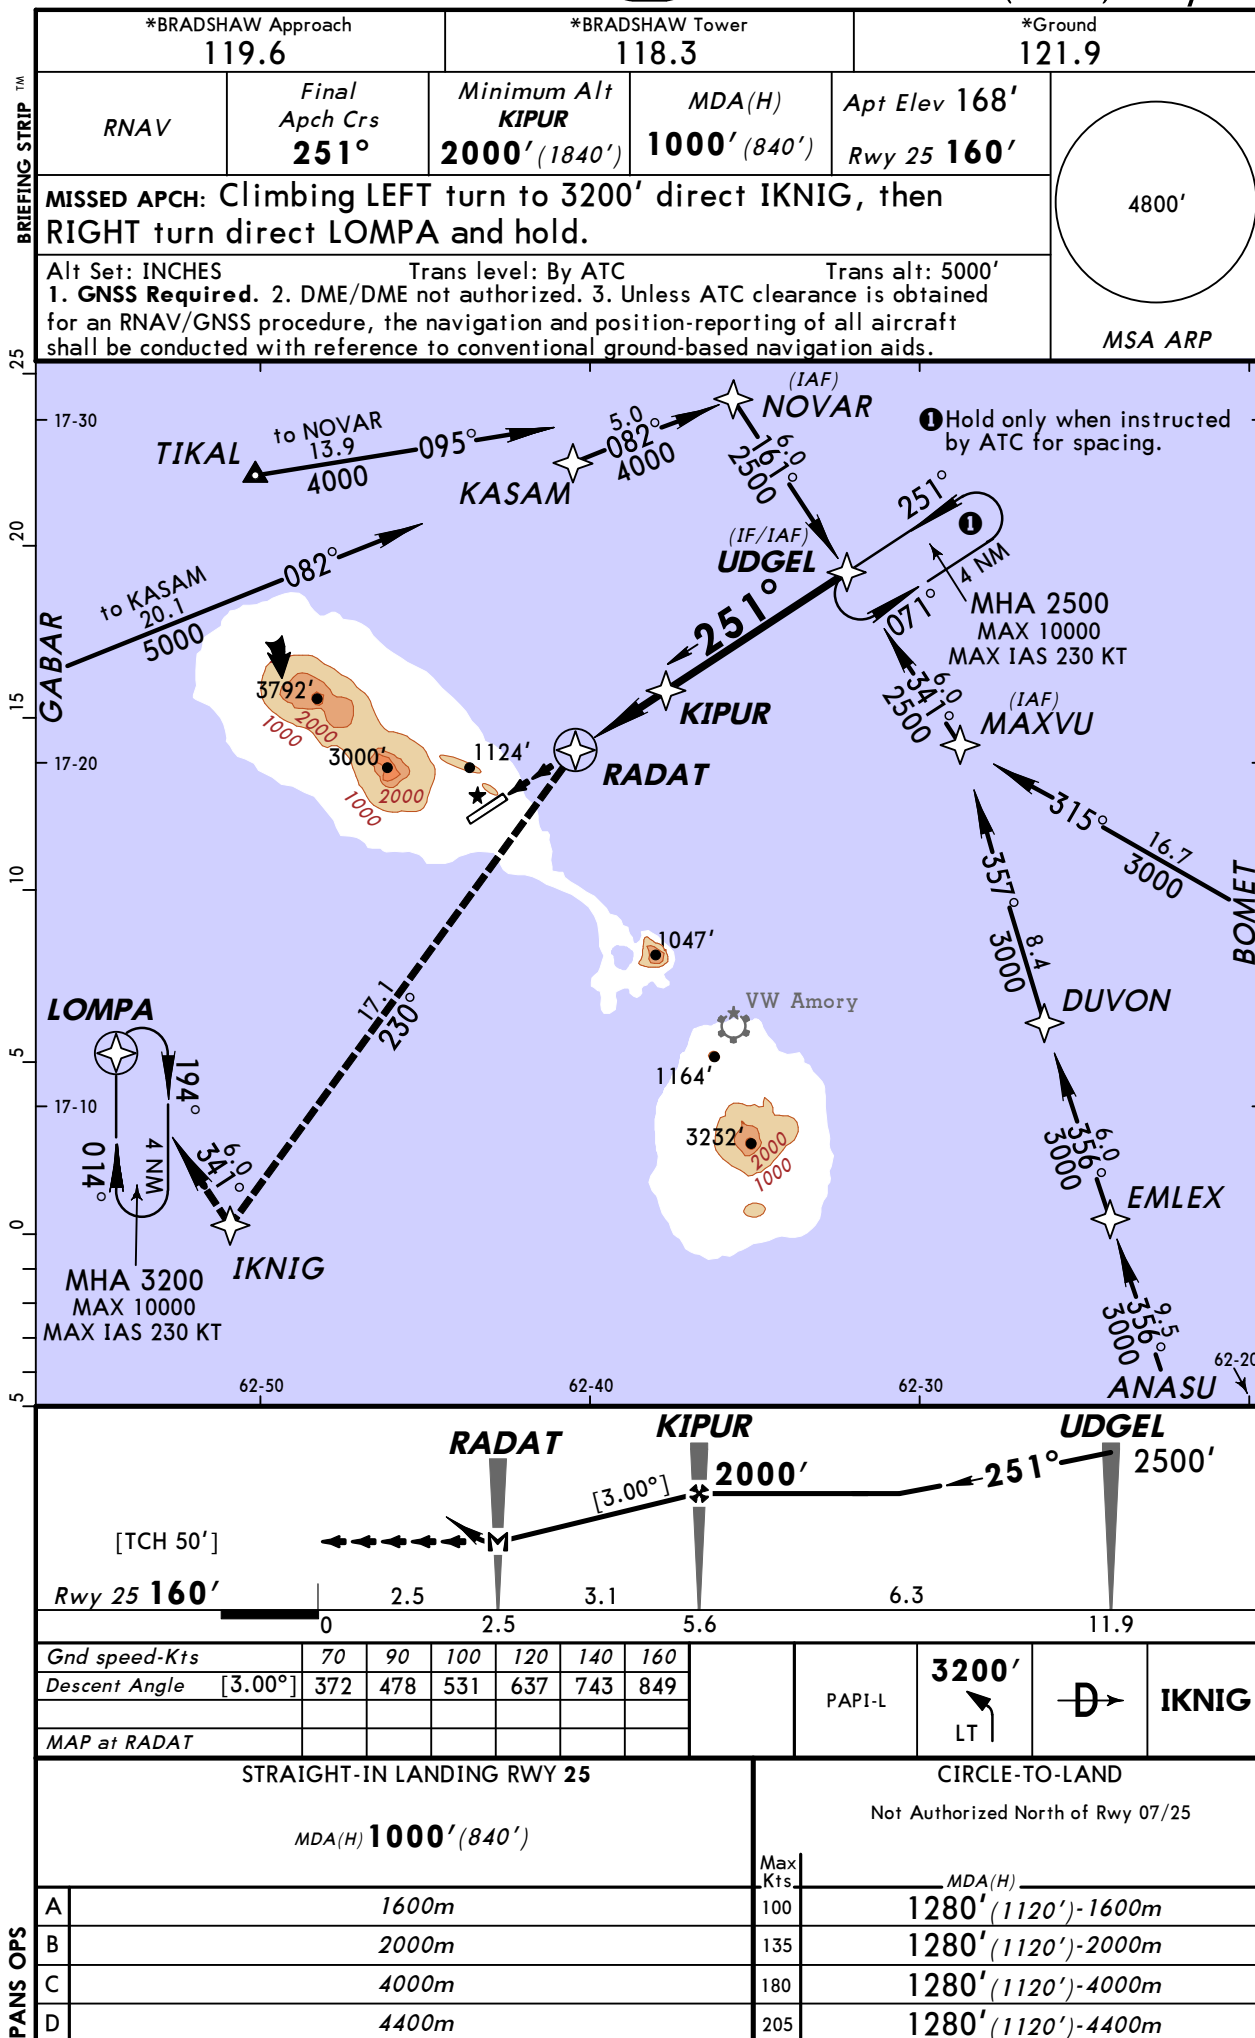 *BRADSHAW Approach
119.6
*BRADSHAW Tower
118.3
*Ground
121.9
BRIEFING STRIP TM
RNAV
Final
Apch Crs
251°
Minimum Alt
KIPUR
2000' (1840')
MDA(H)
1000' (840')
Apt Elev 168'
Rwy 25 160'
MISSED APCH: Climbing LEFT turn to 3200' direct IKNIG, then
RIGHT turn direct LOMPA and hold.
4800'
MSA ARP
Alt Set: INCHES Trans level: By ATC Trans alt: 5000'
1. GNSS Required. 2. DME/DME not authorized. 3. Unless ATC clearance is obtained
for an RNAV/GNSS procedure, the navigation and position-reporting of all aircraft
shall be conducted with reference to conventional ground-based navigation aids.
25
20
15
10
5
0
5
17-30
17-20
17-10
62-50
62-40
62-30
62-20
(IAF)
NOVAR
1 Hold only when instructed
by ATC for spacing.
TIKAL
to NOVAR
13.9
095°
4000
KASAM
5.0
082°
4000
6.0
161°
2500
251°
1
4 NM
071°
MHA 2500
MAX 10000
MAX IAS 230 KT
(IF/IAF)
UDGEL
251°
GABAR
to KASAM
20.1
082°
5000
KIPUR
RADAT
6.0
341°
2500
(IAF)
MAXVU
3792'
2000
1000
3000'
2000
1000
1124'
315°
16.7
3000
BOMET
357°
8.4
3000
DUVON
1047'
VW Amory
1164'
3232'
2000
1000
17.1
230°
LOMPA
194°
014°
4 NM
6.0
341°
IKNIG
MHA 3200
MAX 10000
MAX IAS 230 KT
6.0
356°
3000
EMLEX
9.5
356°
3000
ANASU
RADAT
KIPUR
UDGEL
2000'
251°
2500'
[3.00°]
[TCH 50']
M
Rwy 25 160'
2.5 3.1 6.3
0 2.5 5.6 11.9
Gnd speed-Kts 70 90 100 120 140 160
Descent Angle [3.00°] 372 478 531 637 743 849
MAP at RADAT
PAPI-L
3200'
LT
D
IKNIG
STRAIGHT-IN LANDING RWY 25
MDA(H) 1000' (840')
CIRCLE-TO-LAND
Not Authorized North of Rwy 07/25
Max
Kts
MDA(H)
PANS OPS
A 1600m 100 1280' (1120')-1600m
B 2000m 135 1280' (1120')-2000m
C 4000m 180 1280' (1120')-4000m
D 4400m 205 1280' (1120')-4400m